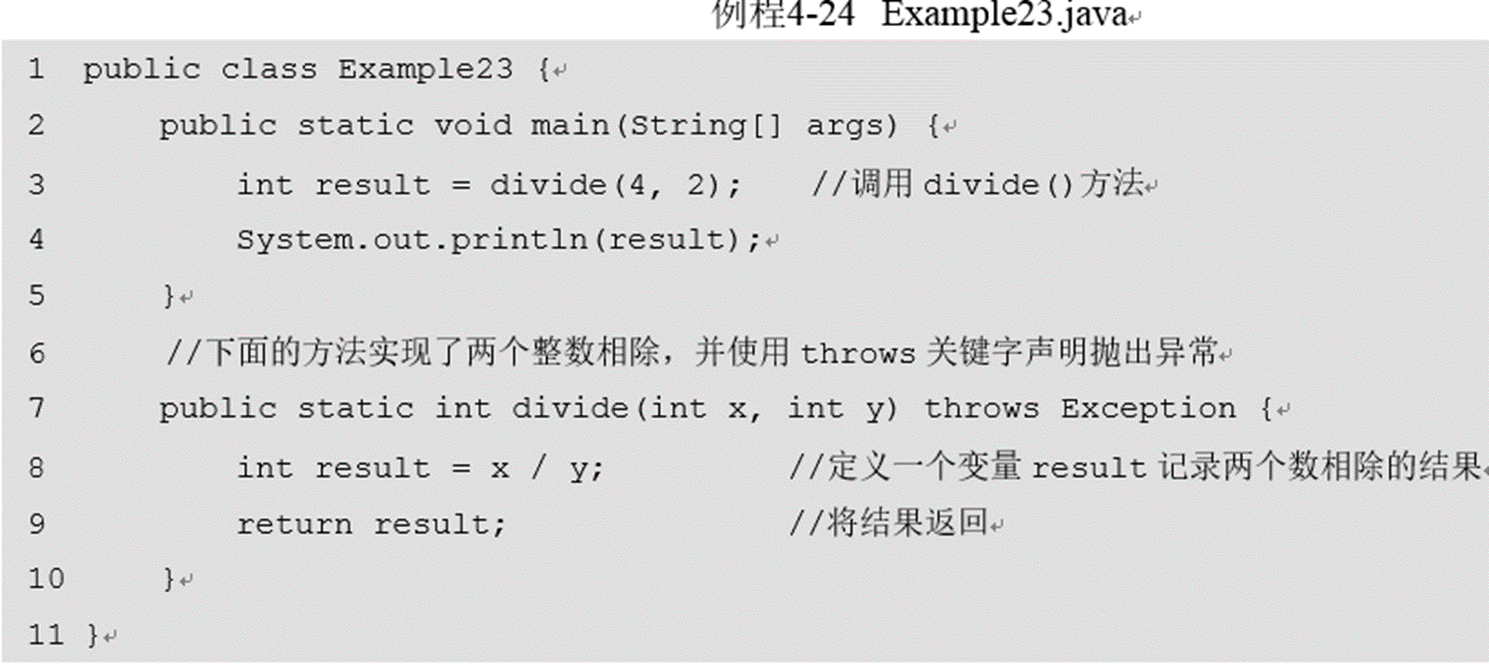 例程4-24 Example23.java↵
1 public class Example23 {↵
2 public static void main(String[] args) {↵
3 int result = divide(4, 2); //调用 divide()方法↵
4 System.out.println(result);↵
5 }↵
6 //下面的方法实现了两个整数相除，并使用 throws 关键字声明抛出异常↵
7 public static int divide(int x, int y) throws Exception {↵
8 int result = x / y; //定义一个变量 result 记录两个数相除的结果↵
9 return result; //将结果返回↵
10 }↵
11 }↵